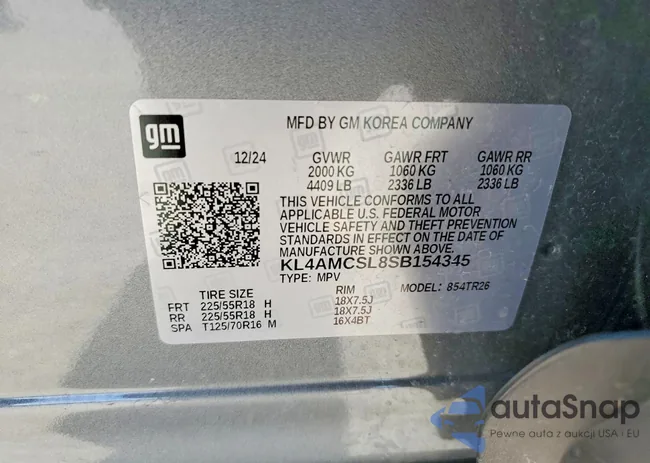 gm
MFD BY GM KOREA COMPANY
12/24 GVWR GAWR FRT GAWR RR
2000 KG 1060 KG 1060 KG
4409 LB 2336 LB 2336 LB
THIS VEHICLE CONFORMS TO ALL
APPLICABLE U.S. FEDERAL MOTOR
VEHICLE SAFETY AND THEFT PREVENTION
STANDARDS IN EFFECT ON THE DATE OF
MANUFACTURE SHOWN ABOVE.
KL4AMCSL8SB154345
TYPE: MPV MODEL: 854TR26
TIRE SIZE RIM
FRT 225/55R18 H 18X7.5J
RR 225/55R18 H 18X7.5J
SPA T125/70R16 M 16X4BT
autaSnap
Pewne auta z aukcji USA i EU